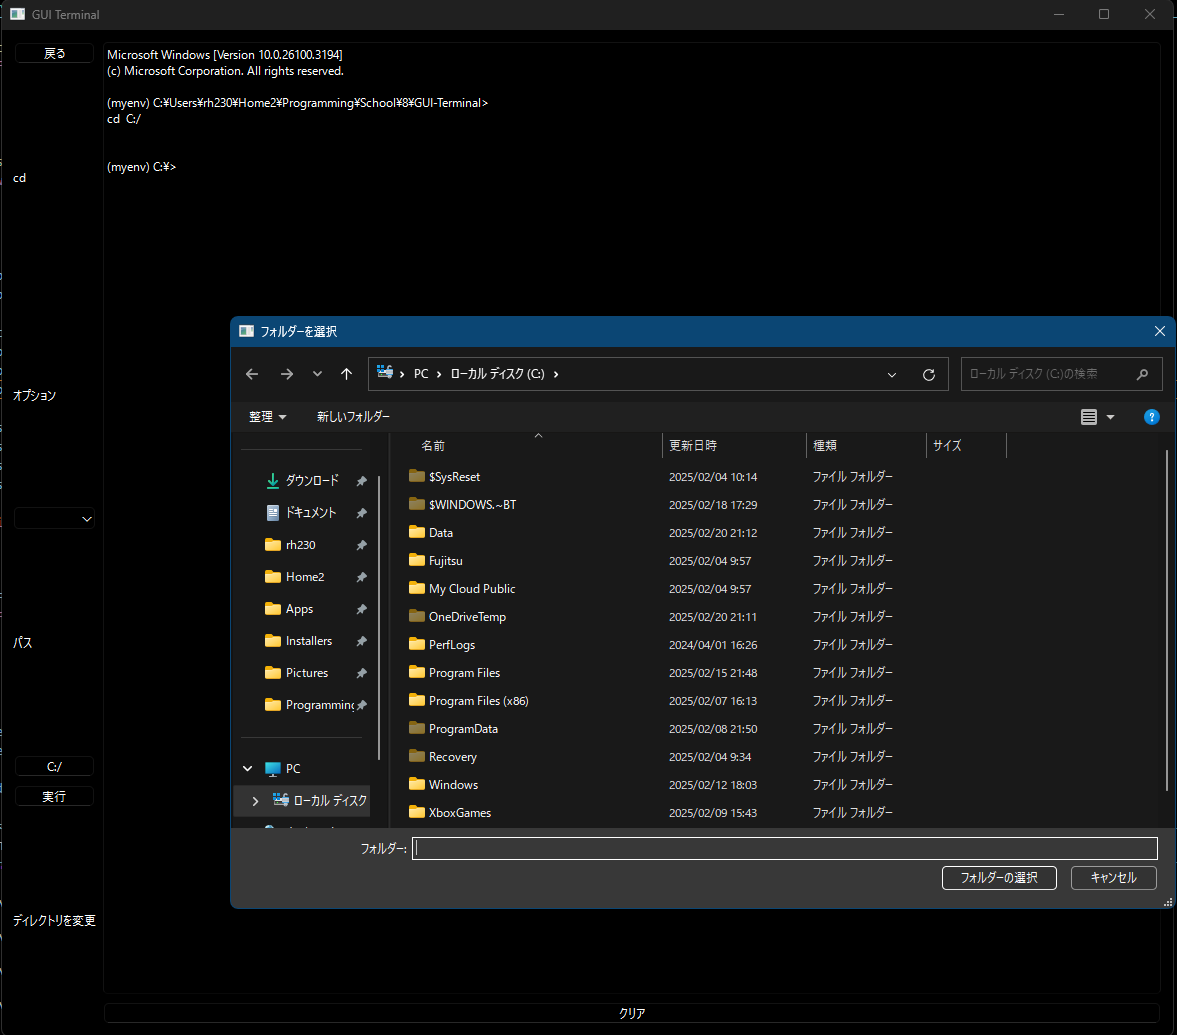 GUI Terminal
戻る
Microsoft Windows [Version 10.0.26100.3194]
(c) Microsoft Corporation. All rights reserved.
(myenv) C:¥Users¥rh230¥Home2¥Programming¥School¥8¥GUI-Terminal>
cd C:/
(myenv) C:¥>
cd
オプション
パス
C:/
実行
ディレクトリを変更
クリア
フォルダーを選択
PC › ローカル ディスク (C:) ›
ローカル ディスク (C:)の検索
整理 新しいフォルダー
名前 更新日時 種類 サイズ
ダウンロード
ドキュメント
rh230
Home2
Apps
Installers
Pictures
Programming
PC
ローカル ディスク
$SysReset 2025/02/04 10:14 ファイル フォルダー
$WINDOWS.~BT 2025/02/18 17:29 ファイル フォルダー
Data 2025/02/20 21:12 ファイル フォルダー
Fujitsu 2025/02/04 9:57 ファイル フォルダー
My Cloud Public 2025/02/04 9:57 ファイル フォルダー
OneDriveTemp 2025/02/20 21:11 ファイル フォルダー
PerfLogs 2024/04/01 16:26 ファイル フォルダー
Program Files 2025/02/15 21:48 ファイル フォルダー
Program Files (x86) 2025/02/07 16:13 ファイル フォルダー
ProgramData 2025/02/08 21:50 ファイル フォルダー
Recovery 2025/02/04 9:34 ファイル フォルダー
Windows 2025/02/12 18:03 ファイル フォルダー
XboxGames 2025/02/09 15:43 ファイル フォルダー
フォルダー:
フォルダーの選択 キャンセル